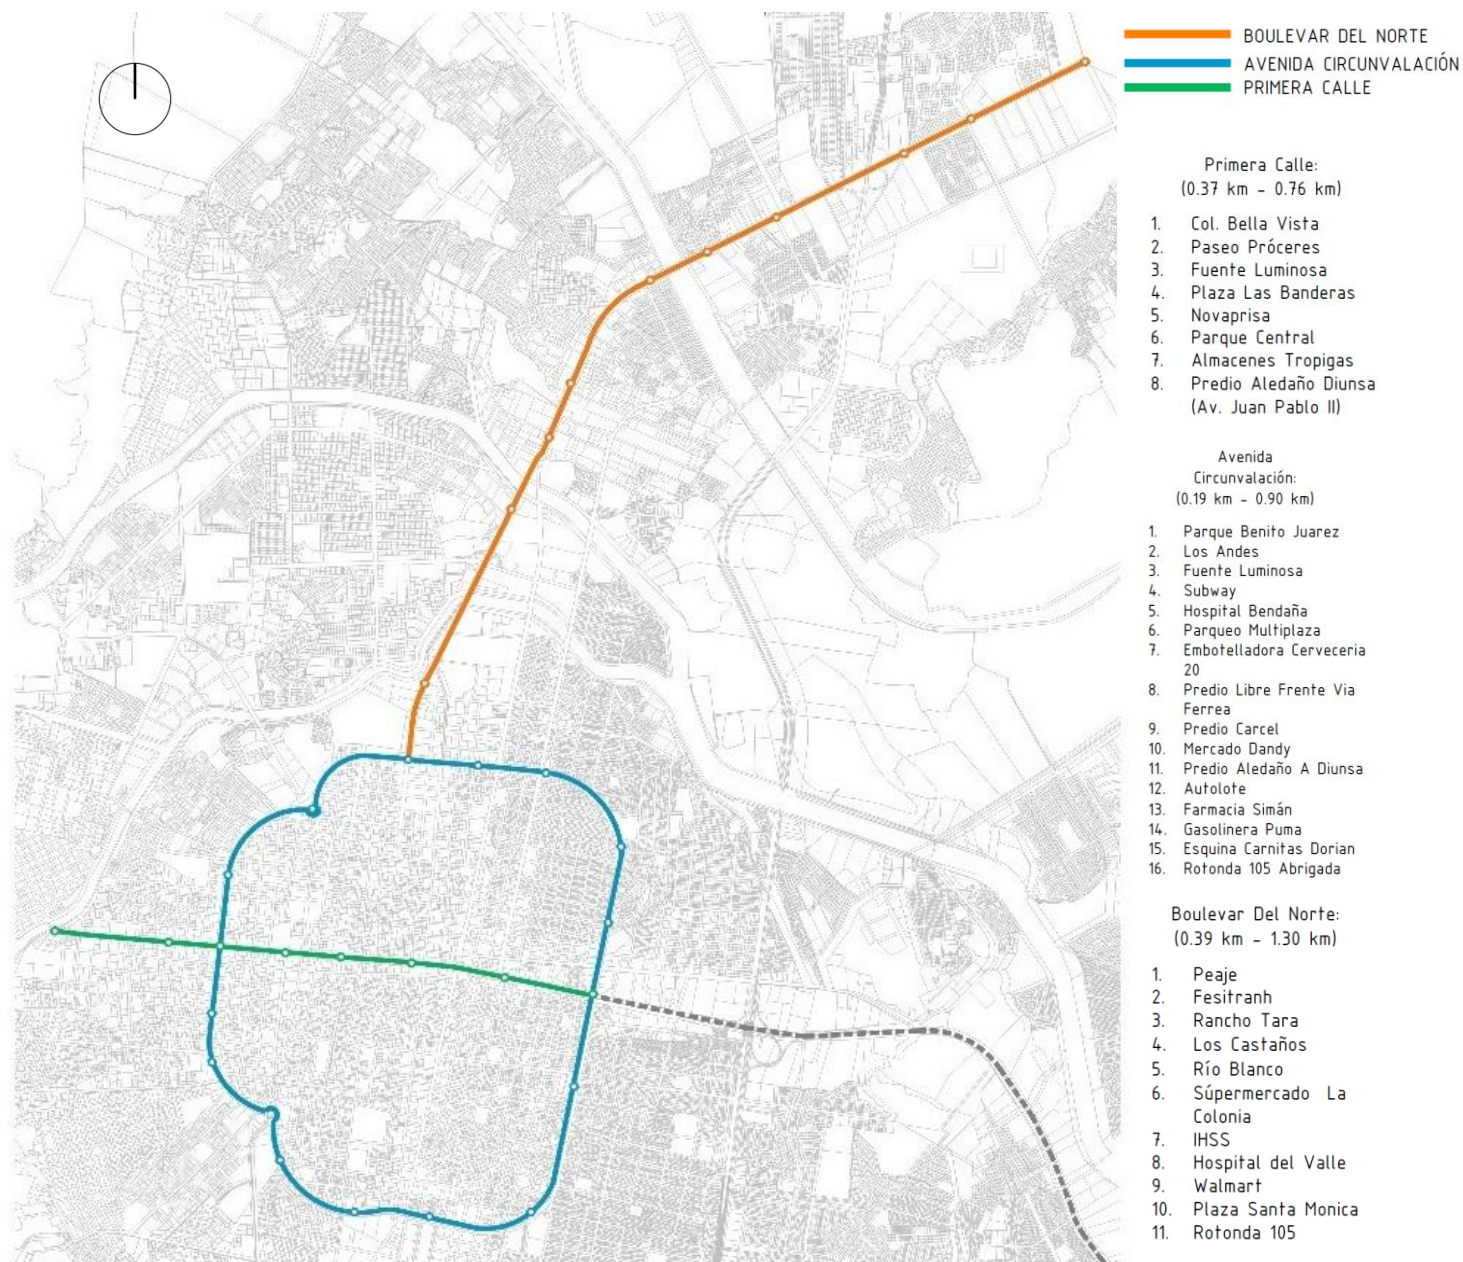 BOULEVAR DEL NORTE
AVENIDA CIRCUNVALACIÓN
PRIMERA CALLE
Primera Calle:
(0.37 km - 0.76 km)
1. Col. Bella Vista
2. Paseo Próceres
3. Fuente Luminosa
4. Plaza Las Banderas
5. Novaprisa
6. Parque Central
7. Almacenes Tropigas
8. Predio Aledaño Diunsa
(Av. Juan Pablo II)
Avenida
Circunvalación:
(0.19 km - 0.90 km)
1. Parque Benito Juarez
2. Los Andes
3. Fuente Luminosa
4. Subway
5. Hospital Bendaña
6. Parqueo Multiplaza
7. Embotelladora Cerveceria
20
8. Predio Libre Frente Via
Ferrea
9. Predio Carcel
10. Mercado Dandy
11. Predio Aledaño A Diunsa
12. Autolote
13. Farmacia Simán
14. Gasolinera Puma
15. Esquina Carnitas Dorian
16. Rotonda 105 Abrigada
Boulevar Del Norte:
(0.39 km - 1.30 km)
1. Peaje
2. Fesitranh
3. Rancho Tara
4. Los Castaños
5. Río Blanco
6. Súpermercado La
Colonia
7. IHSS
8. Hospital del Valle
9. Walmart
10. Plaza Santa Monica
11. Rotonda 105